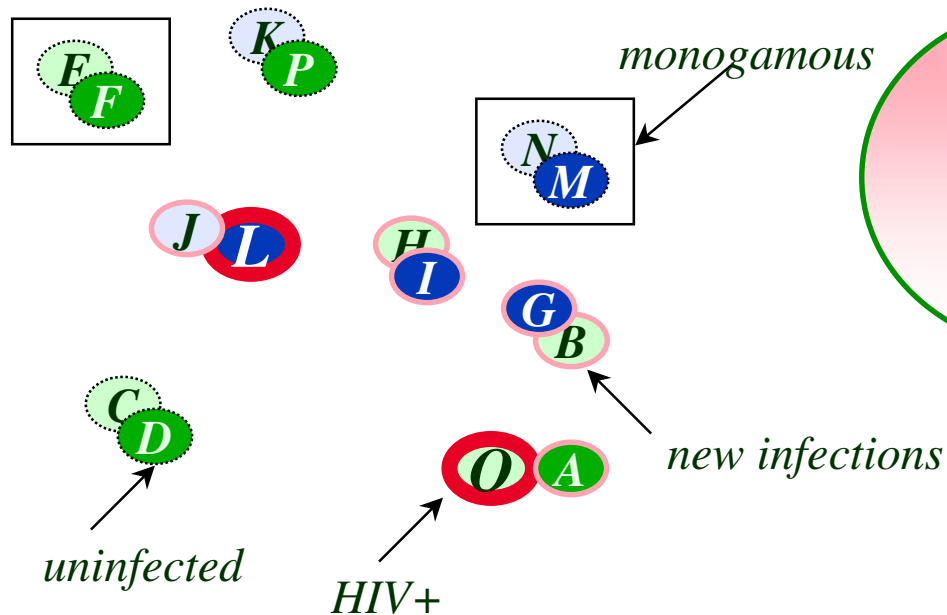 K
E
P
monogamous
F
N
M
J
L
H
I
G
B
C
D
O
A
new infections
uninfected
HIV+